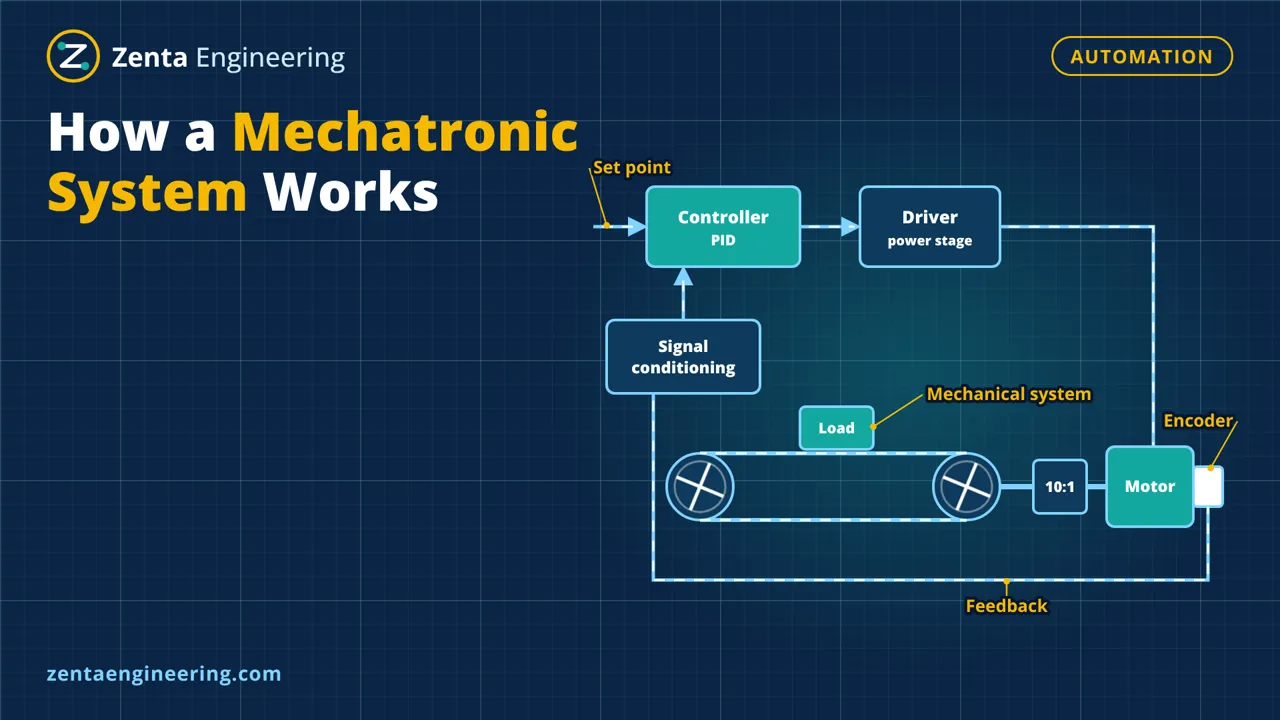 Zenta Engineering
AUTOMATION
How a Mechatronic
System Works
Set point
Controller
PID
Driver
power stage
Signal
conditioning
Mechanical system
Load
Encoder
10:1
Motor
Feedback
zentaengineering.com